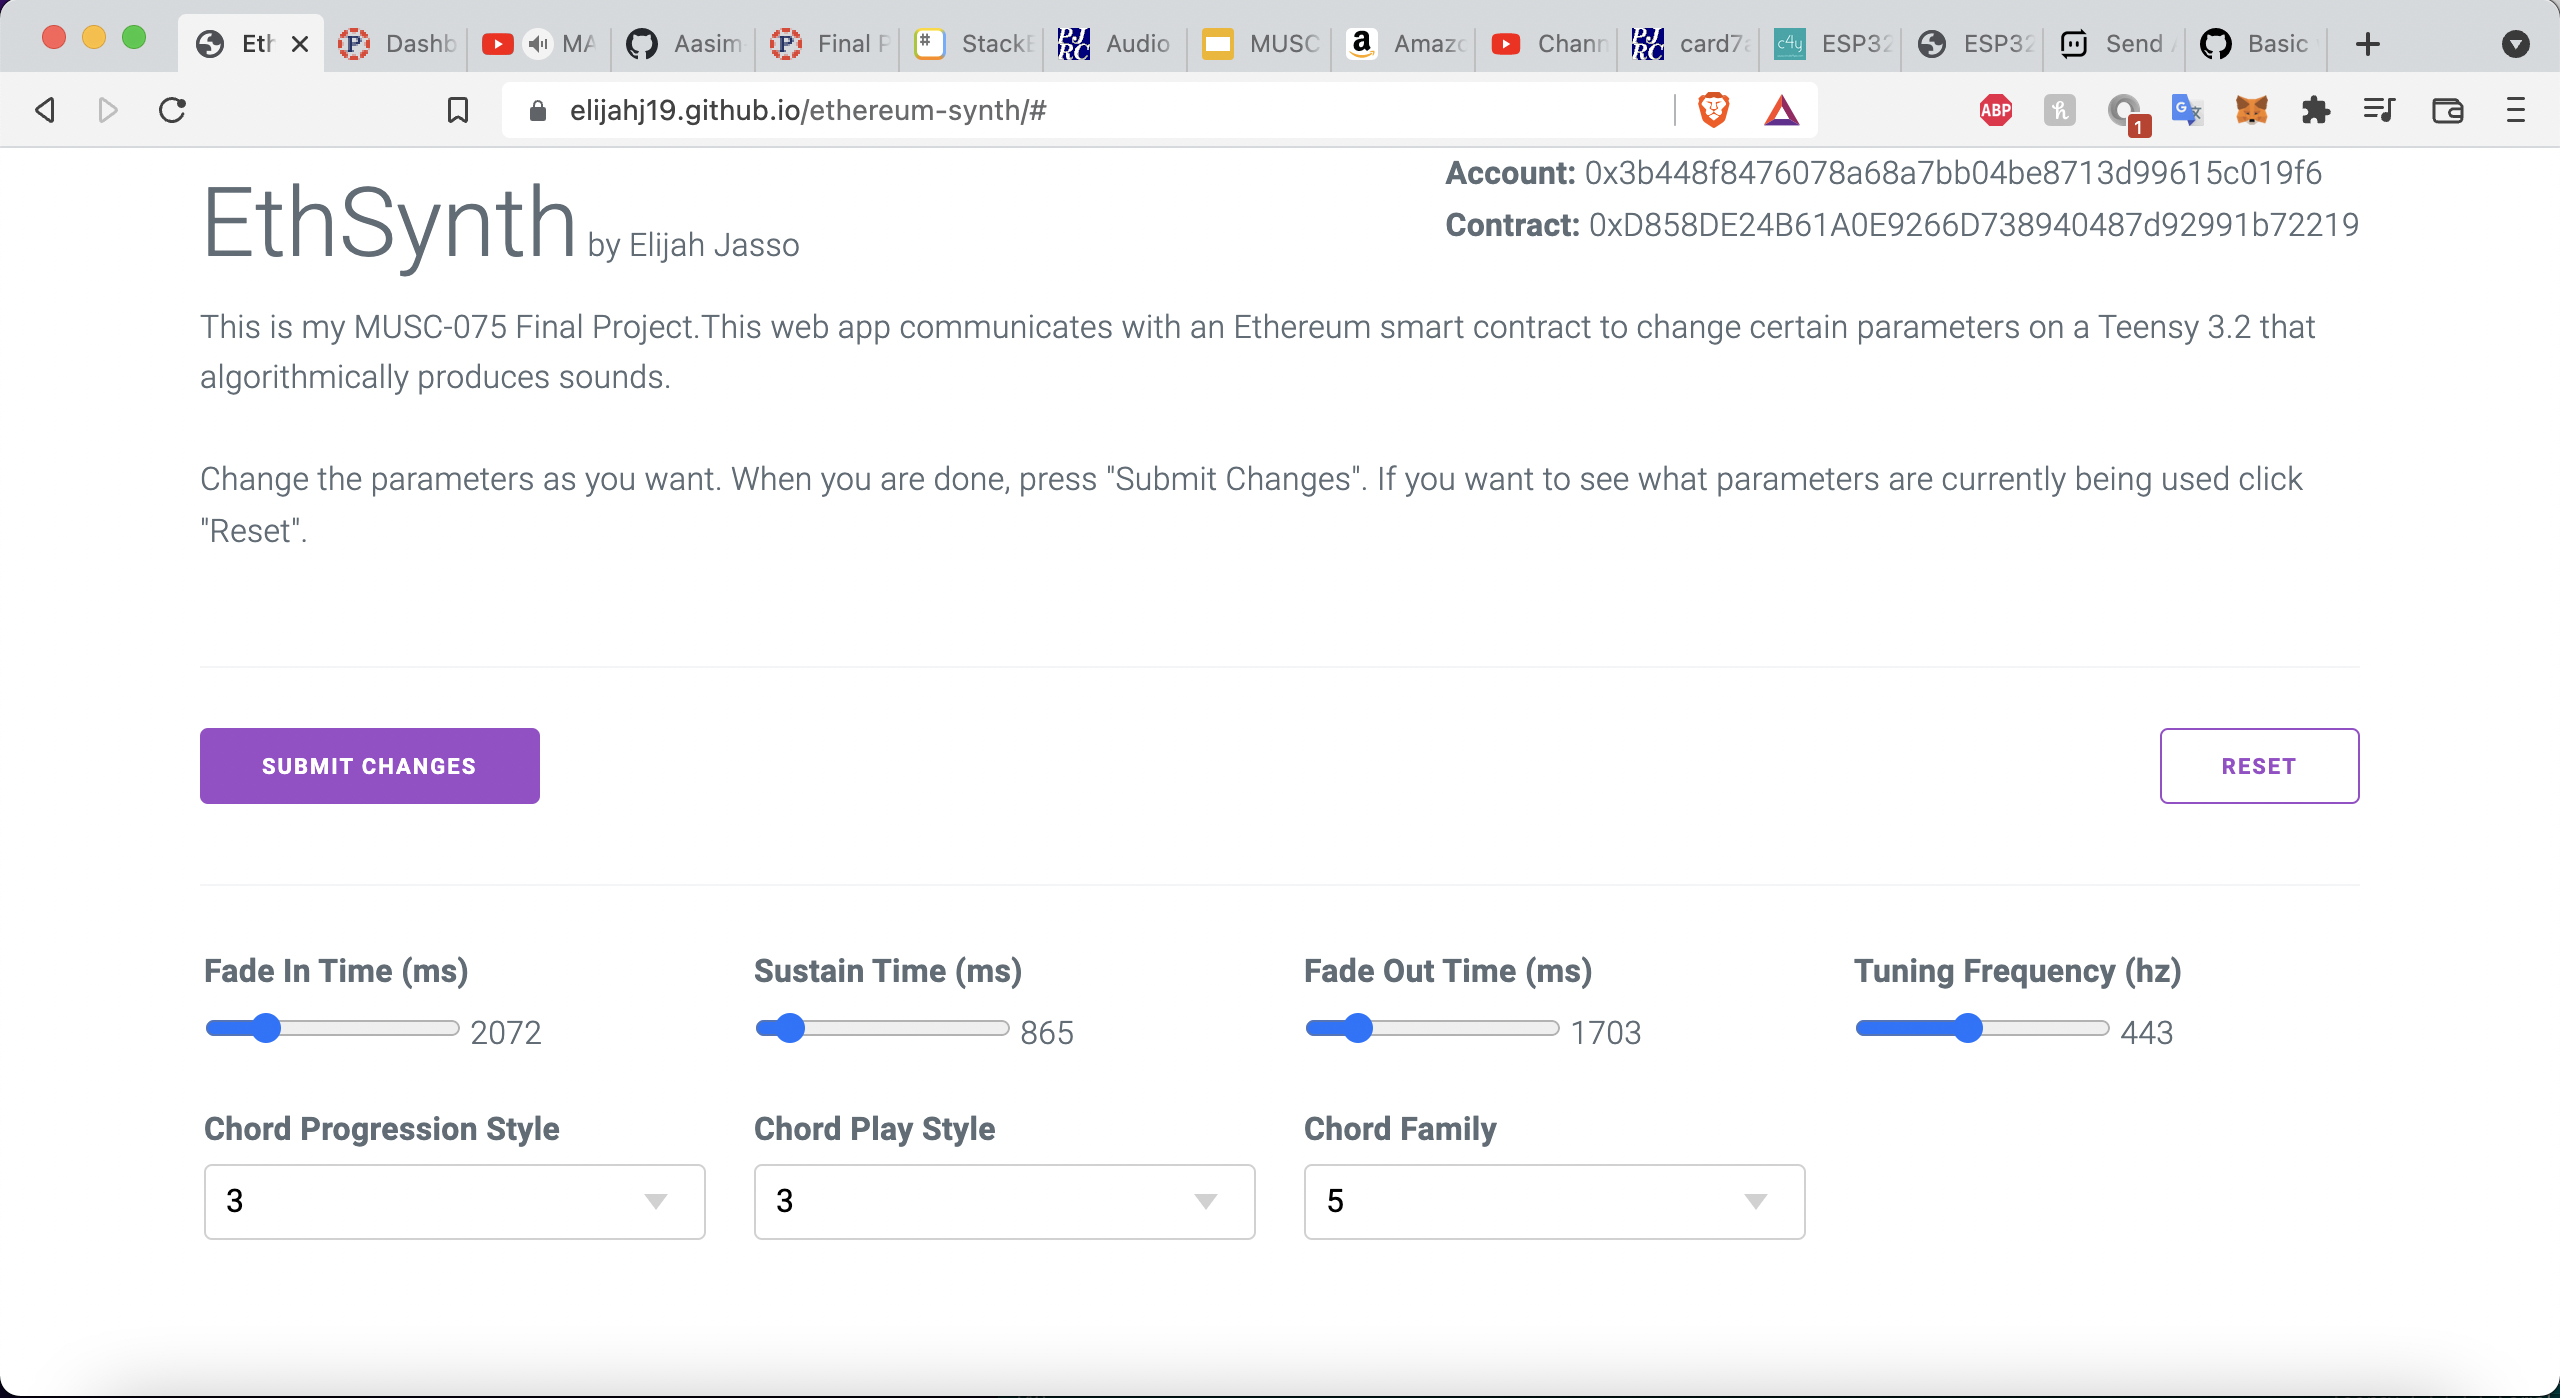 Eth
Dashb
MA
Aasim
Final P
StackE
Audio
MUSC
Amazo
Chann
card7a
c4y
ESP32
ESP32
Send
Basic
elijahj19.github.io/ethereum-synth/#
ABP
1
EthSynth by Elijah Jasso
Account: 0x3b448f8476078a68a7bb04be8713d99615c019f6
Contract: 0xD858DE24B61A0E9266D738940487d92991b72219
This is my MUSC-075 Final Project.This web app communicates with an Ethereum smart contract to change certain parameters on a Teensy 3.2 that
algorithmically produces sounds.
Change the parameters as you want. When you are done, press "Submit Changes". If you want to see what parameters are currently being used click
"Reset".
SUBMIT CHANGES
RESET
Fade In Time (ms)
2072
Sustain Time (ms)
865
Fade Out Time (ms)
1703
Tuning Frequency (hz)
443
Chord Progression Style
3
Chord Play Style
3
Chord Family
5